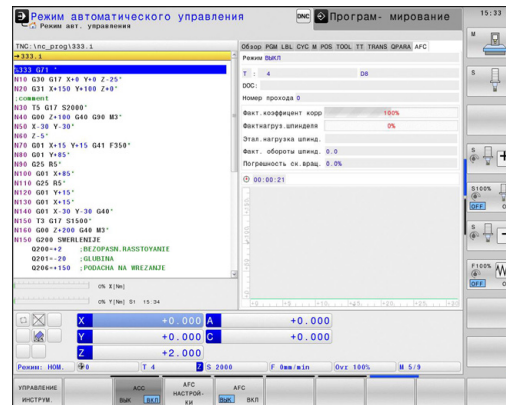 Режим автоматического управления
Режим авт. управления
DNC
Програм- мирование
15:33
TNC:\nc_prog\333.i
→333.i
%333 G71 *
N10 G30 G17 X+0 Y+0 Z-25*
N20 G31 X+150 Y+100 Z+0*
;comment
N30 T5 G17 S2000*
N40 G00 Z+100 G40 G90 M3*
N50 X-30 Y-30*
N60 Z-5*
N70 G01 X+15 Y+15 G41 F350*
N80 G01 Y+85*
N90 G25 R5*
N100 G01 X+85*
N110 G25 R5*
N120 G01 Y+15*
N130 G01 X+15*
N140 G01 X-30 Y-30 G40*
N150 T3 G17 S1500*
N160 G00 Z+200 G40 M3*
N150 G200 SWERLENIJE
Q200=+2 ;BEZOPASN.RASSTOYANIE
Q201=-20 ;GLUBINA
Q206=+150 ;PODACHA NA WREZANJE
0% X[Nm]
0% Y[Nm] S1 15:34
Обзор PGM LBL CYC M POS TOOL TT TRANS QPARA AFC
Режим ВЫКЛ
T : 4 D8
DOC:
Номер прохода 0
Факт.коэффицент корр 100%
Фактнагруз.шпинделя 0%
Этал.нагрузка шпинд.
Факт. обороты шпинд. 0.0
Погрешность ск.вращ. 0.0%
00:00:21
X +0.000 A +0.000
Y +0.000 C +0.000
Z +2.000
Режим: НОМ. 0 T 4 Z S 2000 F 0mm/min Ovr 100% M 5/9
УПРАВЛЕНИЕ ИНСТРУМ.
ACC ВЫК ВКЛ
AFC НАСТРОЙ- КИ
AFC ВЫК. ВКЛ
M
S
S
S100%
OFF
S
F100% W
OFF